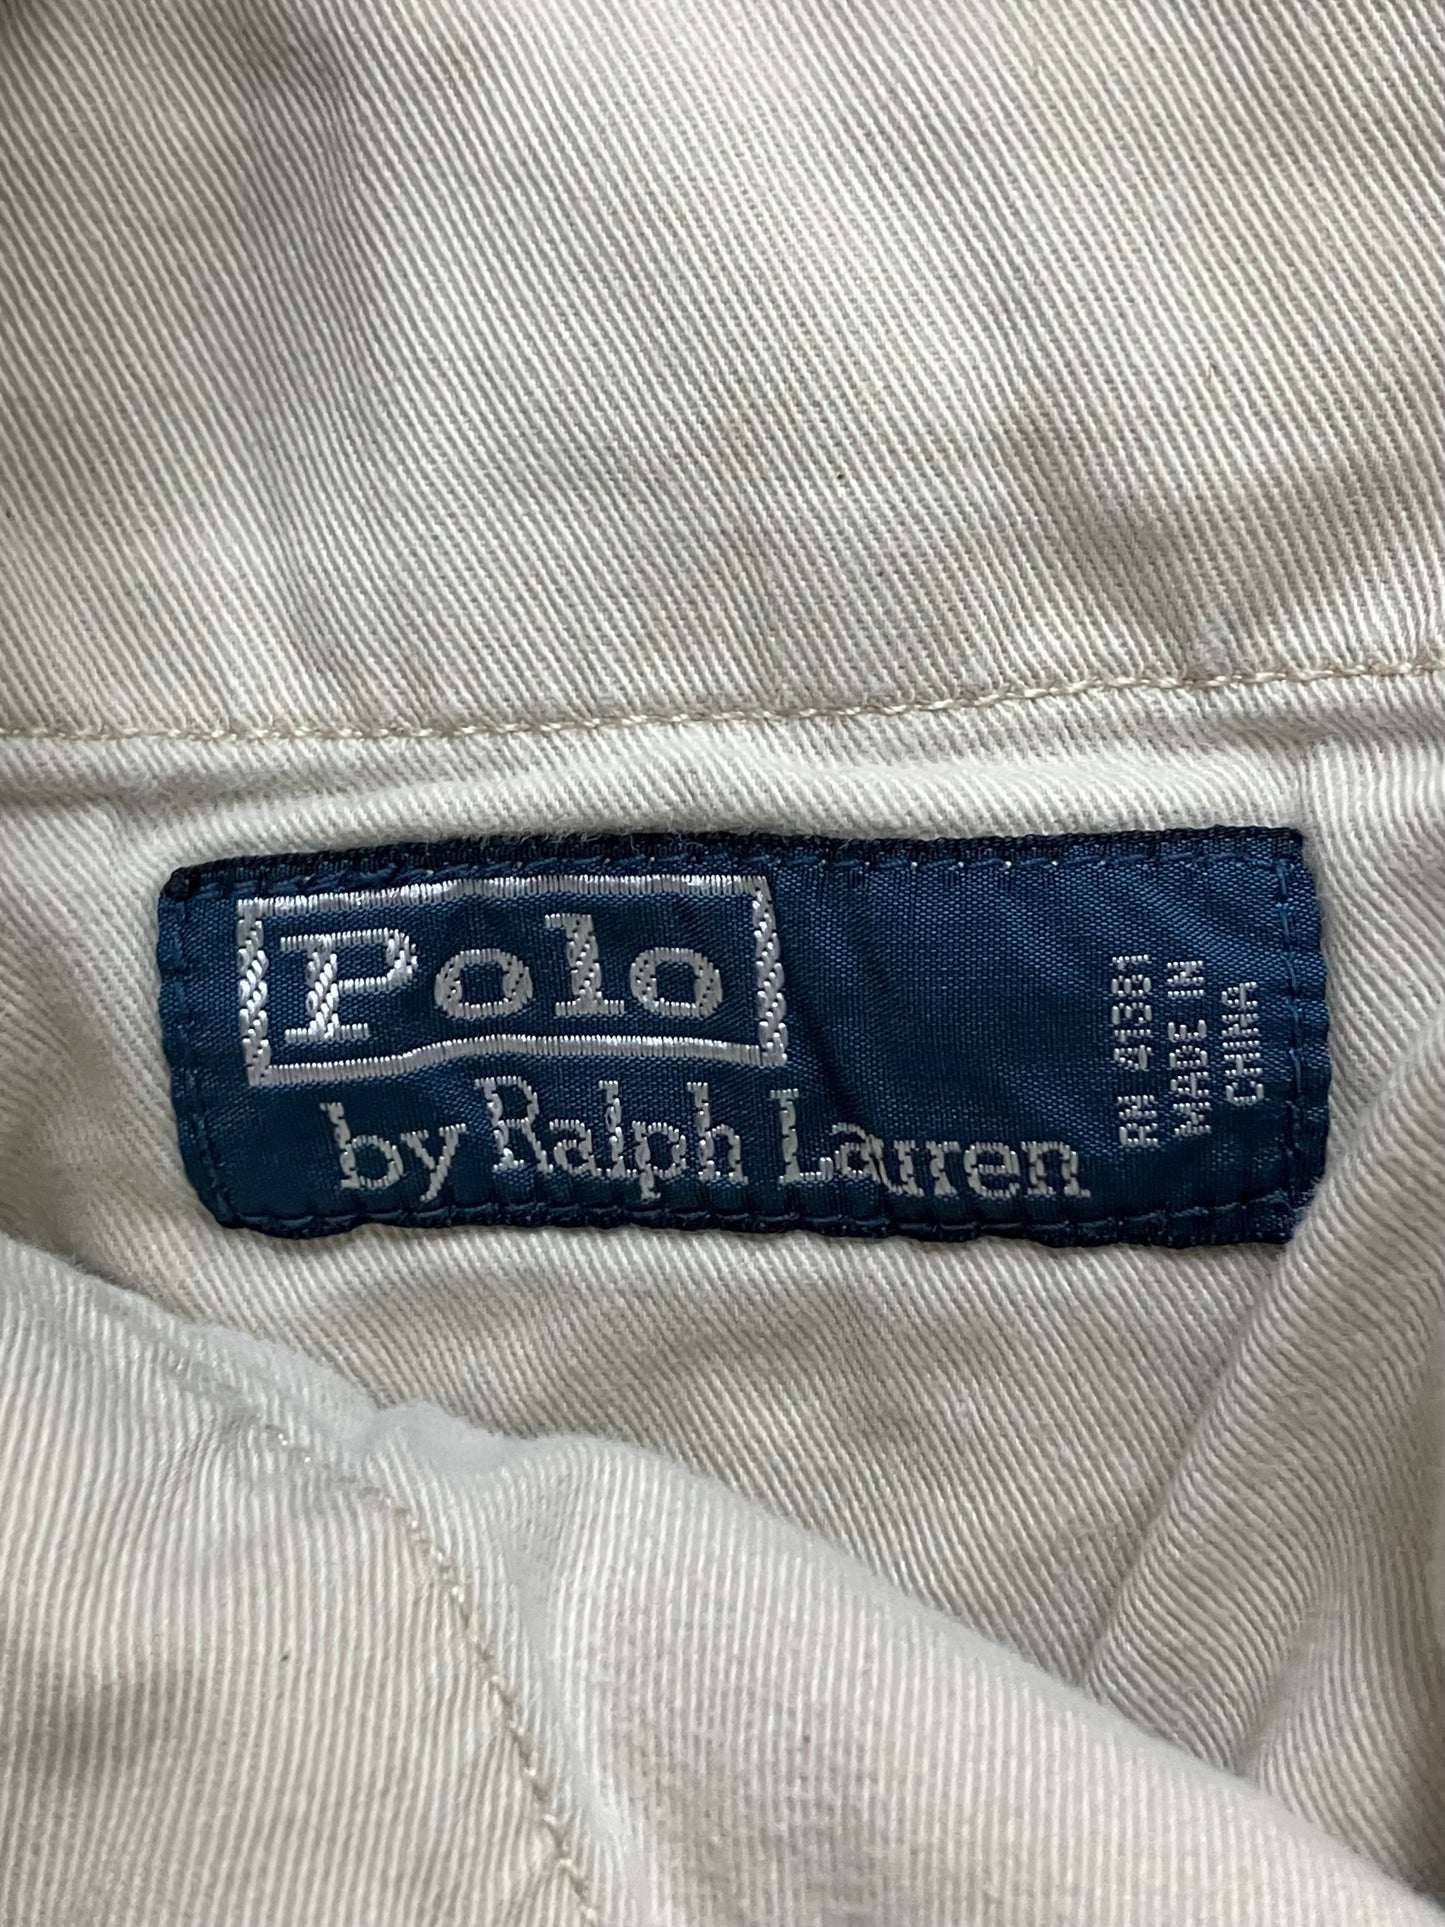 Polo
by Ralph Lauren
RN 41381
MADE IN
CHINA